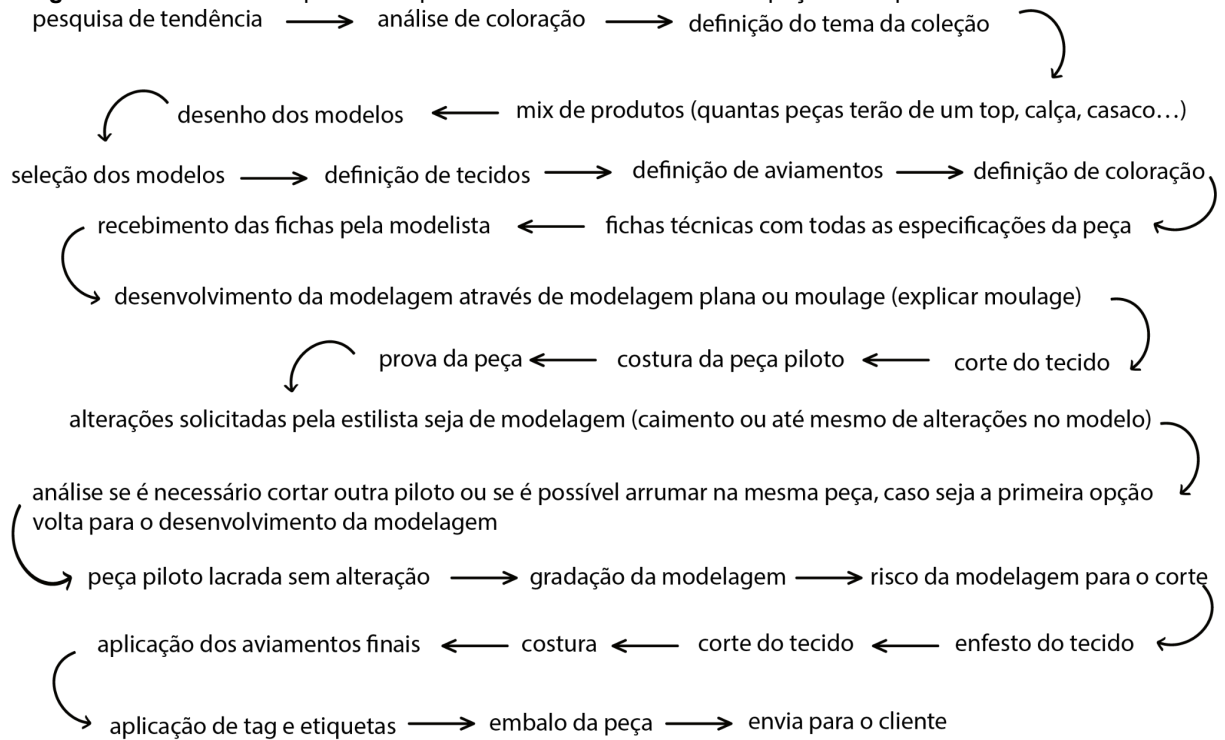 pesquisa de tendência → análise de coloração → definição do tema da coleção
desenho dos modelos ← mix de produtos (quantas peças terão de um top, calça, casaco...)
seleção dos modelos → definição de tecidos → definição de aviamentos → definição de coloração
recebimento das fichas pela modelista ← fichas técnicas com todas as especificações da peça
desenvolvimento da modelagem através de modelagem plana ou moulage (explicar moulage)
prova da peça ← costura da peça piloto ← corte do tecido
alterações solicitadas pela estilista seja de modelagem (caimento ou até mesmo de alterações no modelo)
análise se é necessário cortar outra piloto ou se é possível arrumar na mesma peça, caso seja a primeira opção
volta para o desenvolvimento da modelagem
peça piloto lacrada sem alteração → gradação da modelagem → risco da modelagem para o corte
aplicação dos aviamentos finais ← costura ← corte do tecido ← enfesto do tecido
aplicação de tag e etiquetas → embalo da peça → envia para o cliente